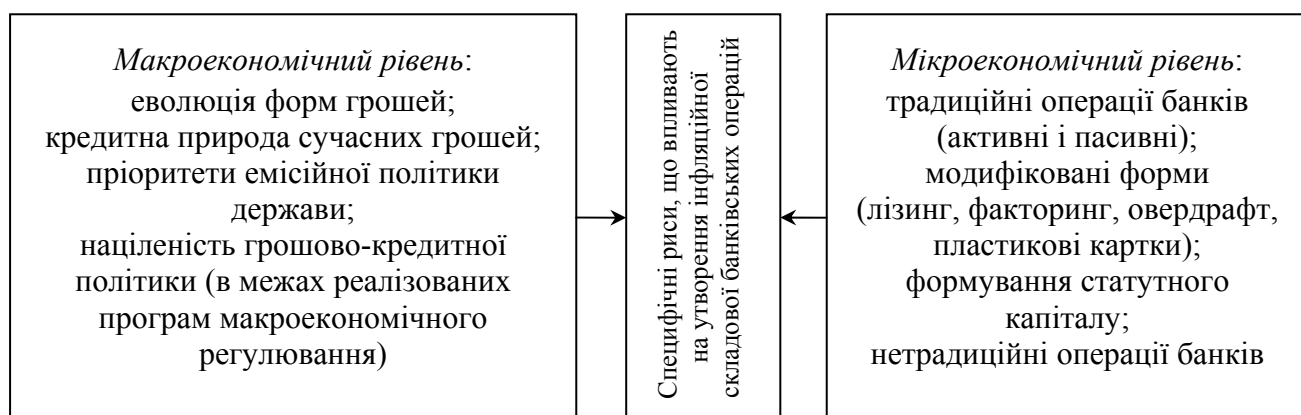 Макроекономічний рівень:
еволюція форм грошей;
кредитна природа сучасних грошей;
пріоритети емісійної політики
держави;
націленість грошово-кредитної
політики (в межах реалізованих
програм макроекономічного
регулювання)
Специфічні риси, що впливають
на утворення інфляційної
складової банківських операцій
Мікроекономічний рівень:
традиційні операції банків
(активні і пасивні);
модифіковані форми
(лізинг, факторинг, овердрафт,
пластикові картки);
формування статутного
капіталу;
нетрадиційні операції банків